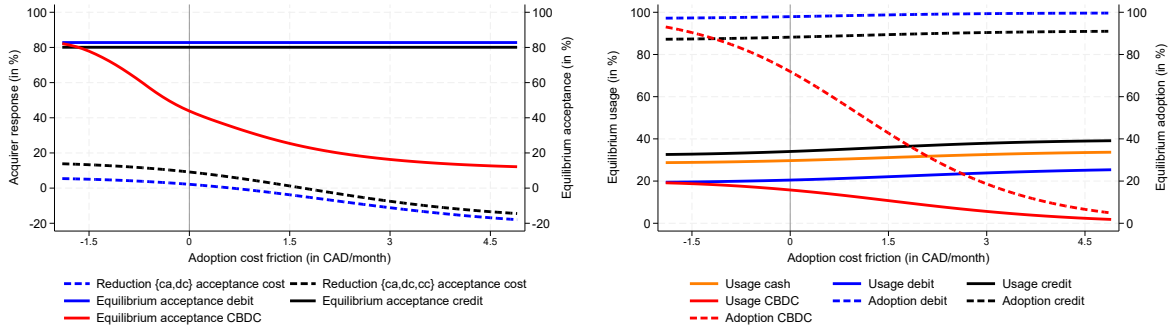 100
80
60
40
20
0
-20
Acquirer response (in %)
100
80
60
40
20
0
-20
Equilibrium acceptance (in %)
-1.5 0 1.5 3 4.5
Adoption cost friction (in CAD/month)
Reduction {ca,dc} acceptance cost Reduction {ca,dc,cc} acceptance cost
Equilibrium acceptance debit Equilibrium acceptance credit
Equilibrium acceptance CBDC
100
80
60
40
20
0
Equilibrium usage (in %)
100
80
60
40
20
0
Equilibrium adoption (in %)
-1.5 0 1.5 3 4.5
Adoption cost friction (in CAD/month)
Usage cash Usage debit Usage credit
Usage CBDC Adoption debit Adoption credit
Adoption CBDC